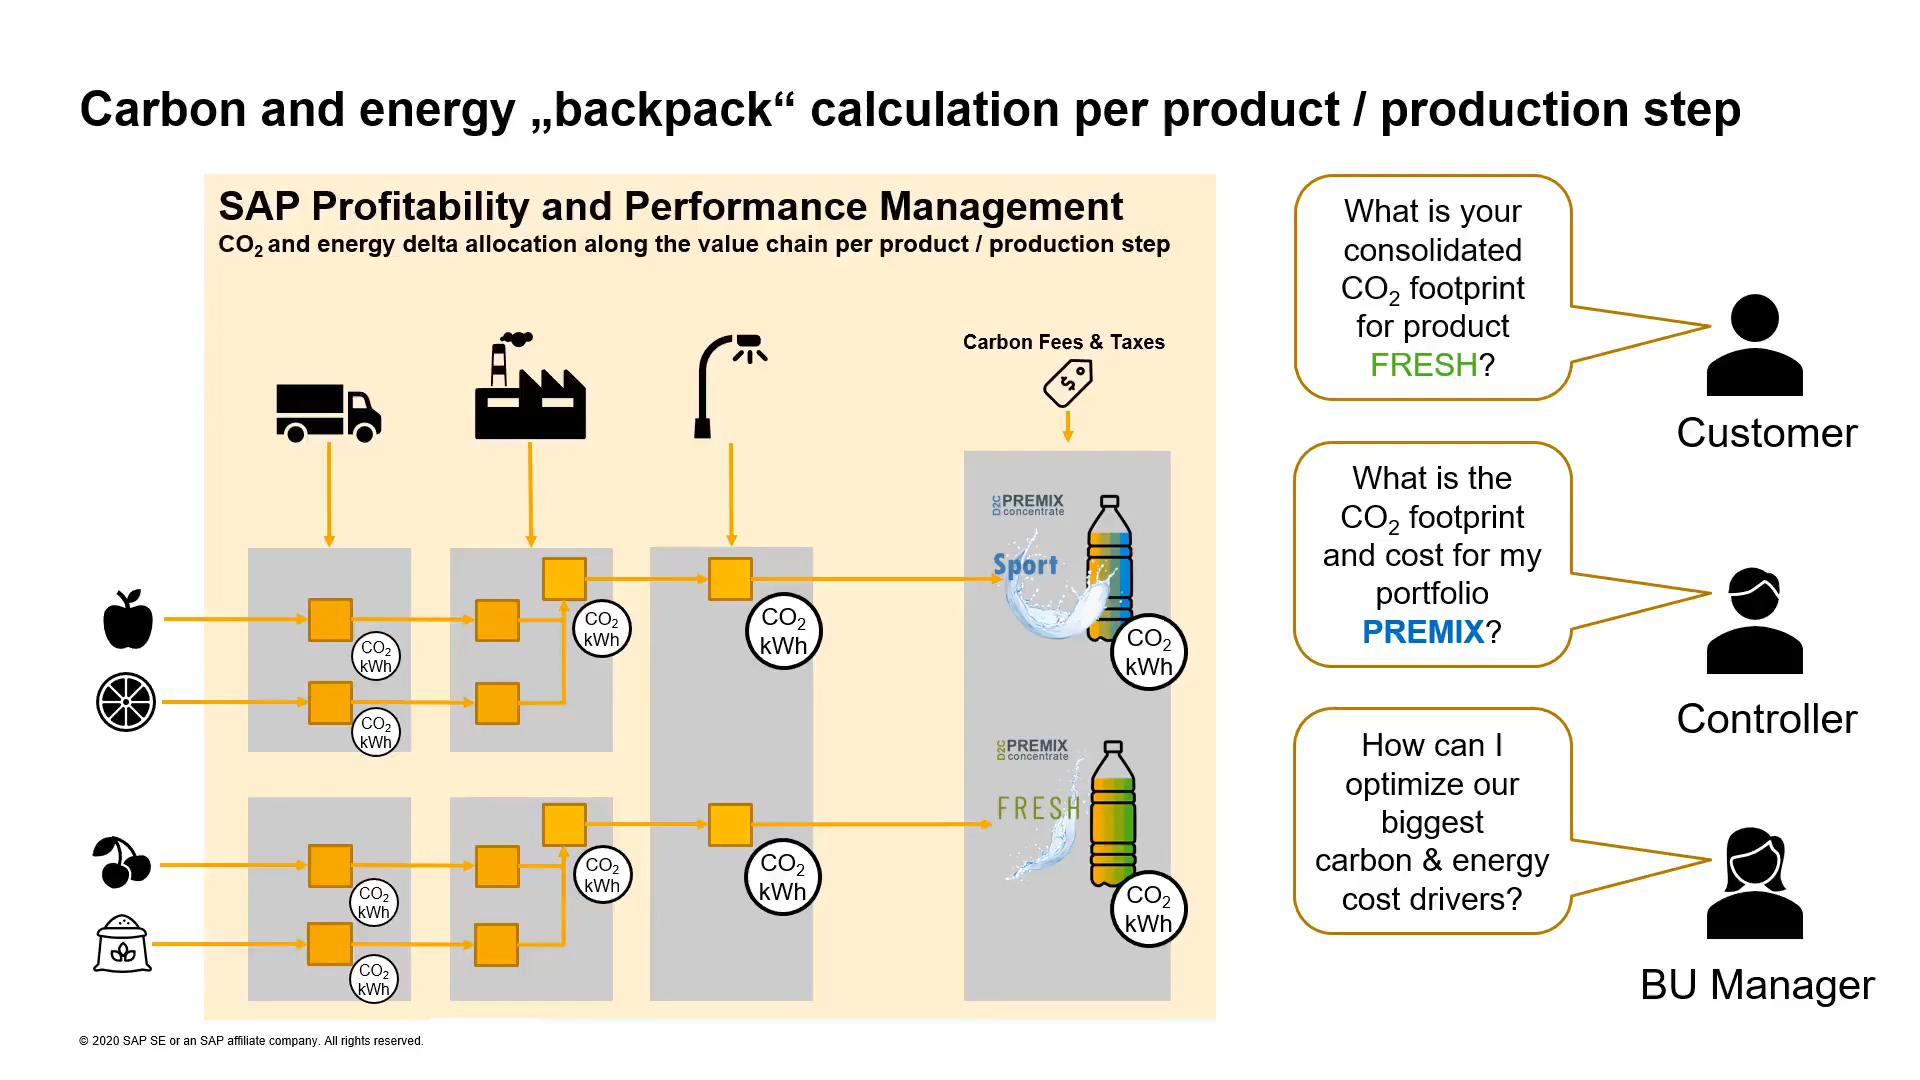 Carbon and energy „backpack“ calculation per product / production step
SAP Profitability and Performance Management
CO2 and energy delta allocation along the value chain per product / production step
Carbon Fees & Taxes
$
D2C PREMIX
concentrate
Sport
CO2
kWh
CO2
kWh
CO2
kWh
CO2
kWh
CO2
kWh
D2C PREMIX
concentrate
FRESH
CO2
kWh
CO2
kWh
CO2
kWh
CO2
kWh
CO2
kWh
What is your
consolidated
CO2 footprint
for product
FRESH?
Customer
What is the
CO2 footprint
and cost for my
portfolio
PREMIX?
Controller
How can I
optimize our
biggest
carbon & energy
cost drivers?
BU Manager
© 2020 SAP SE or an SAP affiliate company. All rights reserved.